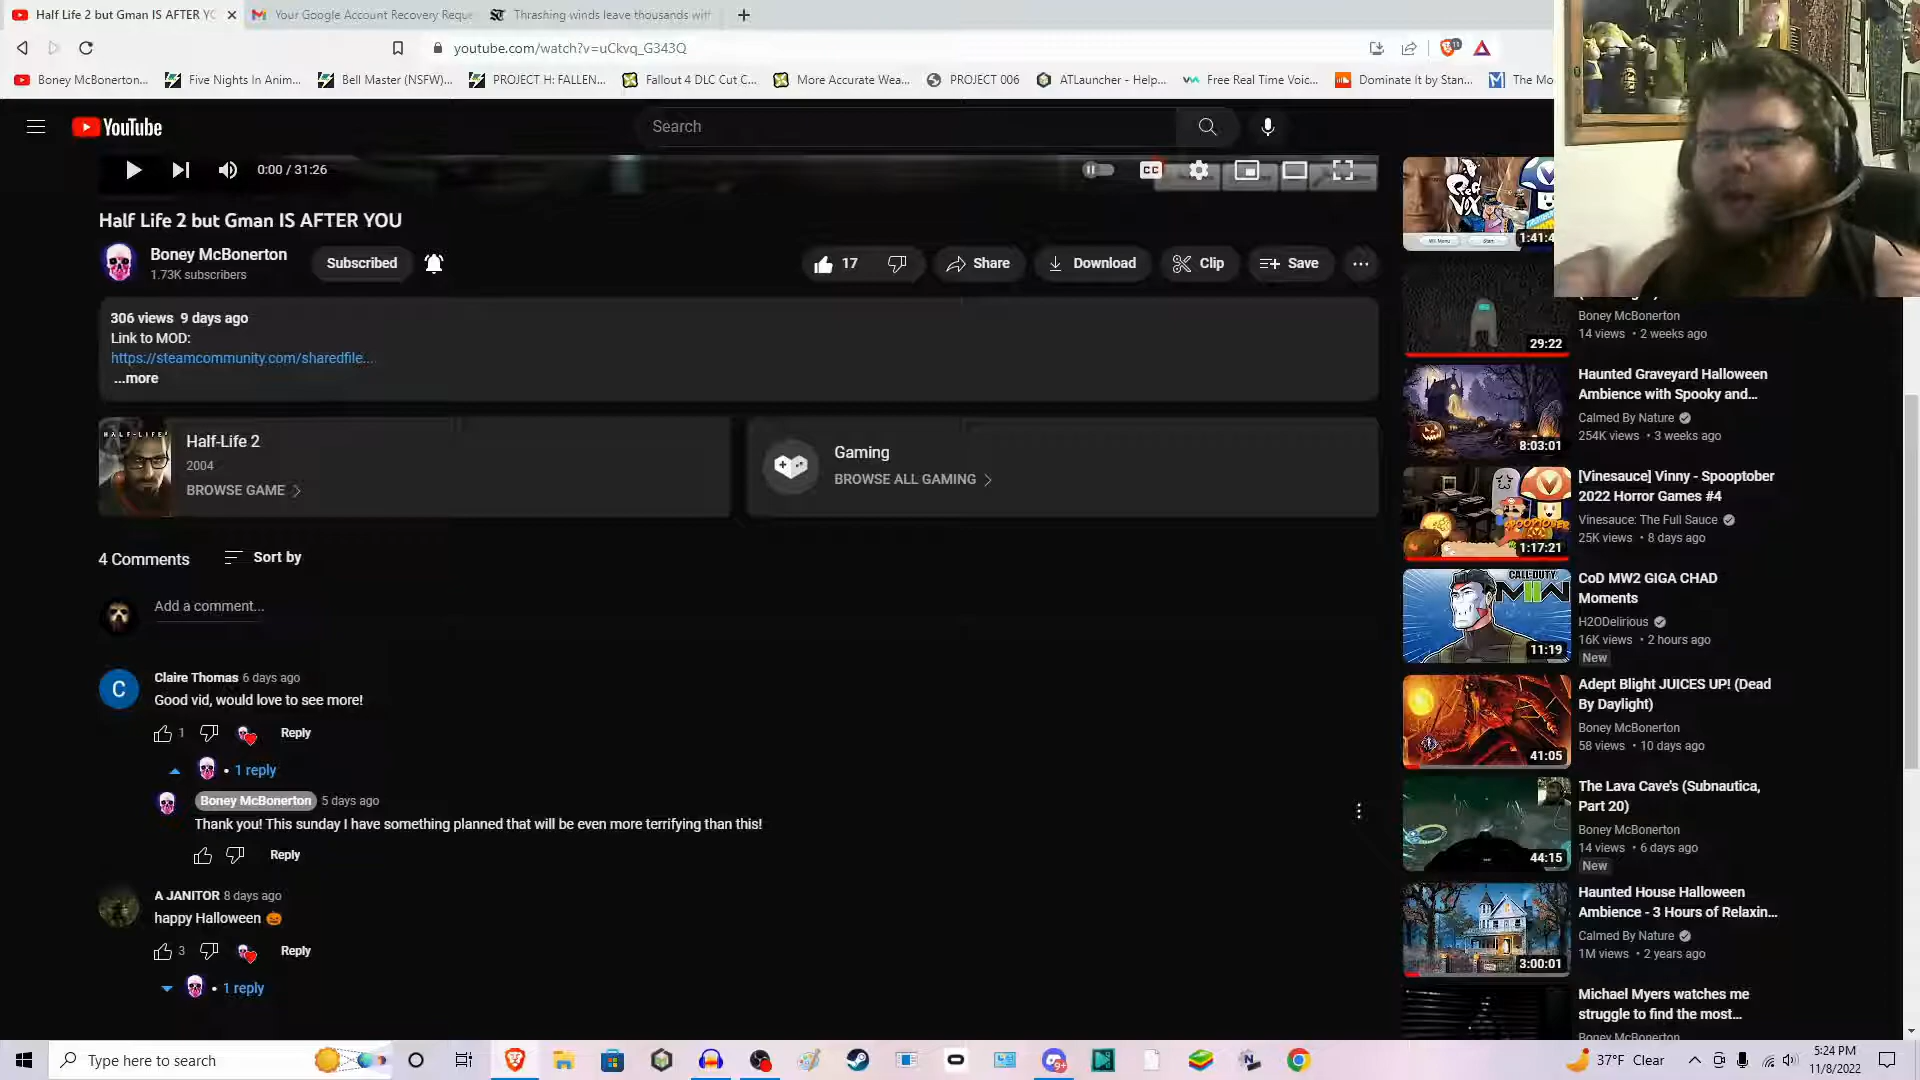 Half Life 2 but Gman IS AFTER YO
Your Google Account Recovery Reque
Thrashing winds leave thousands with
youtube.com/watch?v=uCkvq_G343Q
Boney McBonerton...
Five Nights In Anim...
Bell Master (NSFW)...
PROJECT H: FALLEN...
Fallout 4 DLC Cut C...
More Accurate Wea...
PROJECT 006
ATLauncher - Help...
Free Real Time Voic...
Dominate It by Stan...
The Mo
YouTube
Search
0:00 / 31:26
CC
Half Life 2 but Gman IS AFTER YOU
Boney McBonerton
1.73K subscribers
Subscribed
17
Share
Download
Clip
Save
306 views 9 days ago
Link to MOD:
https://steamcommunity.com/sharedfile...
...more
HALF-LIFE
Half-Life 2
2004
BROWSE GAME
Gaming
BROWSE ALL GAMING
4 Comments
Sort by
Add a comment...
C
Claire Thomas 6 days ago
Good vid, would love to see more!
1
Reply
• 1 reply
Boney McBonerton 5 days ago
Thank you! This sunday I have something planned that will be even more terrifying than this!
Reply
A JANITOR 8 days ago
happy Halloween 🎃
3
Reply
• 1 reply
Red Vox
1:41:4
29:22
Boney McBonerton
14 views • 2 weeks ago
8:03:01
Haunted Graveyard Halloween
Ambience with Spooky and...
Calmed By Nature
254K views • 3 weeks ago
SPOOPTOBER
1:17:21
[Vinesauce] Vinny - Spooptober
2022 Horror Games #4
Vinesauce: The Full Sauce
25K views • 8 days ago
CALL·DUTY
MWII
11:19
CoD MW2 GIGA CHAD
Moments
H2ODelirious
16K views • 2 hours ago
New
41:05
Adept Blight JUICES UP! (Dead
By Daylight)
Boney McBonerton
58 views • 10 days ago
44:15
The Lava Cave's (Subnautica,
Part 20)
Boney McBonerton
14 views • 6 days ago
New
3:00:01
Haunted House Halloween
Ambience - 3 Hours of Relaxin...
Calmed By Nature
1M views • 2 years ago
Michael Myers watches me
struggle to find the most...
Boney McBonerton
Type here to search
37°F Clear
5:24 PM
11/8/2022